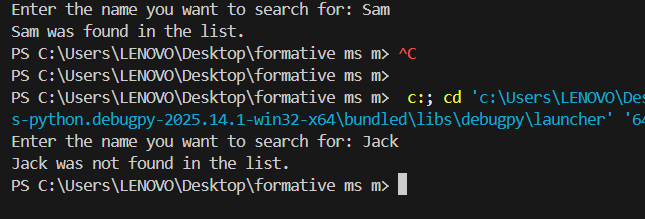 Enter the name you want to search for: Sam
Sam was found in the list.
PS C:\Users\LENOVO\Desktop\formative ms m> ^C
PS C:\Users\LENOVO\Desktop\formative ms m>
PS C:\Users\LENOVO\Desktop\formative ms m>  c:; cd 'c:\Users\LENOVO\Des
s-python.debugpy-2025.14.1-win32-x64\bundled\libs\debugpy\launcher' '64
Enter the name you want to search for: Jack
Jack was not found in the list.
PS C:\Users\LENOVO\Desktop\formative ms m>